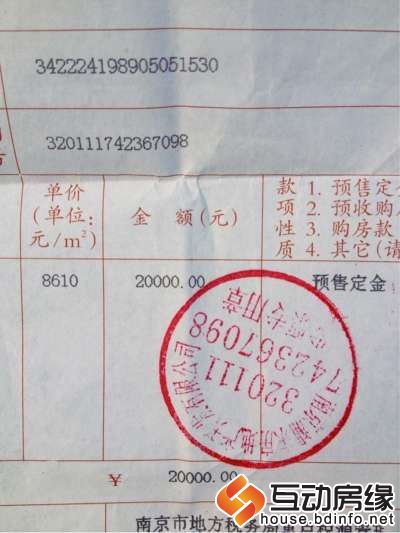 342224198905051530
320111742367098
单价
(单位:
元/m²)
金 额(元)
款 1. 预售定金
项 2. 预收购
性 3. 购房款
质 4. 其它(请
8610
20000.00
预售定金
320111
742367098
¥ 20000.00
南京市地方税务局
互动房缘
house.bdinfo.net